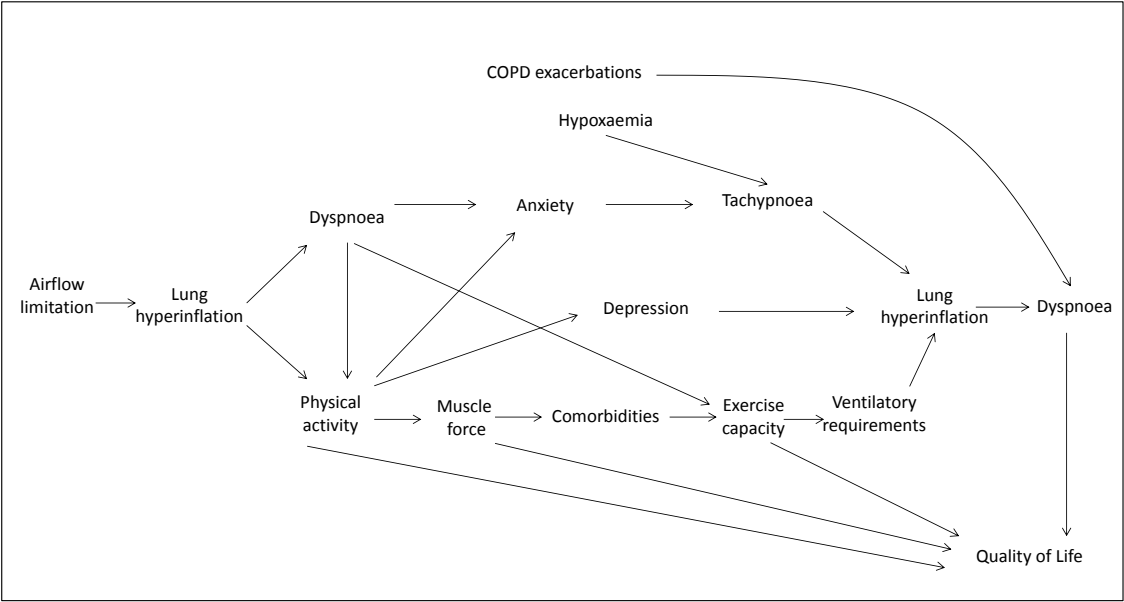 COPD exacerbations
Hypoxaemia
Dyspnoea
Anxiety
Tachypnoea
Airflow
limitation
Lung
hyperinflation
Depression
Lung
hyperinflation
Dyspnoea
Physical
activity
Muscle
force
Comorbidities
Exercise
capacity
Ventilatory
requirements
Quality of Life